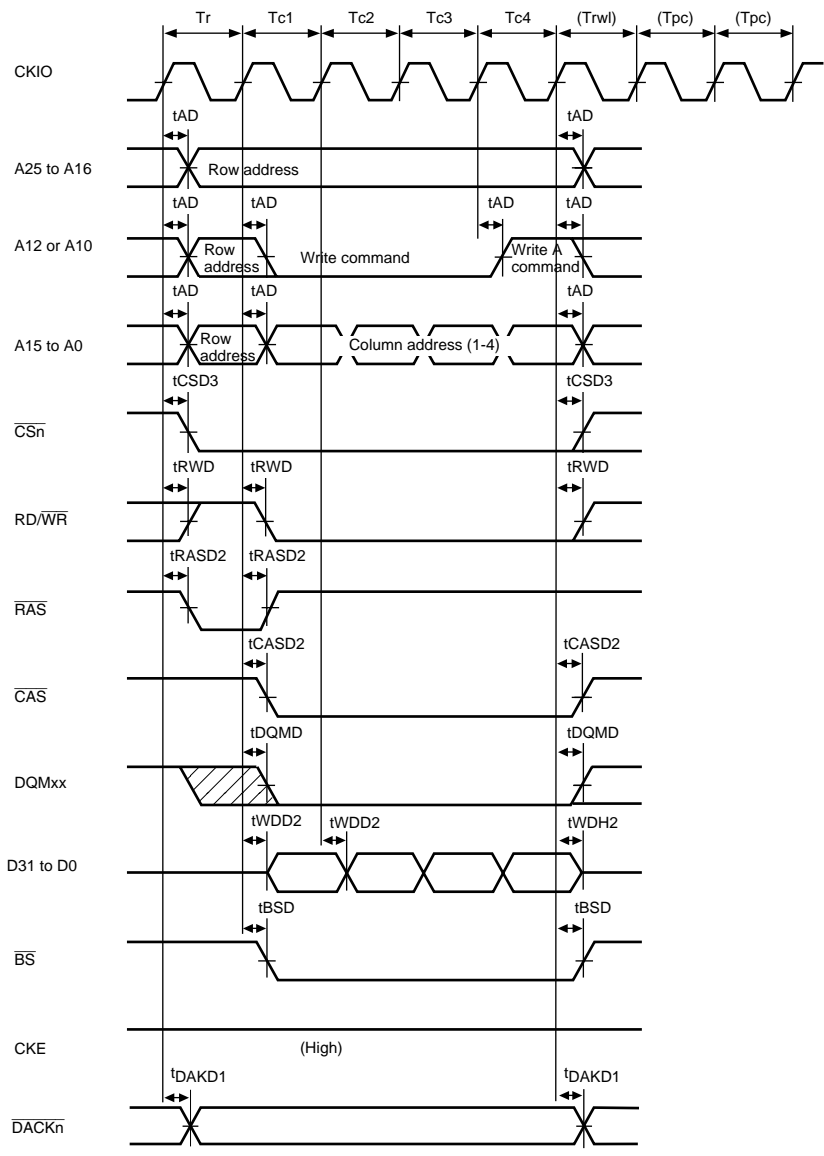 Tr Tc1 Tc2 Tc3 Tc4 (Trwl) (Tpc) (Tpc)
CKIO
tAD tAD
A25 to A16 Row address
tAD tAD tAD tAD
A12 or A10 Row address Write command Write A command
tAD tAD tAD
A15 to A0 Row address Column address (1-4)
tCSD3 tCSD3
CSn
tRWD tRWD tRWD
RD/WR
tRASD2 tRASD2
RAS
tCASD2 tCASD2
CAS
tDQMD tDQMD
DQMxx
tWDD2 tWDD2 tWDH2
D31 to D0
tBSD tBSD
BS
CKE (High)
tDAKD1 tDAKD1
DACKn